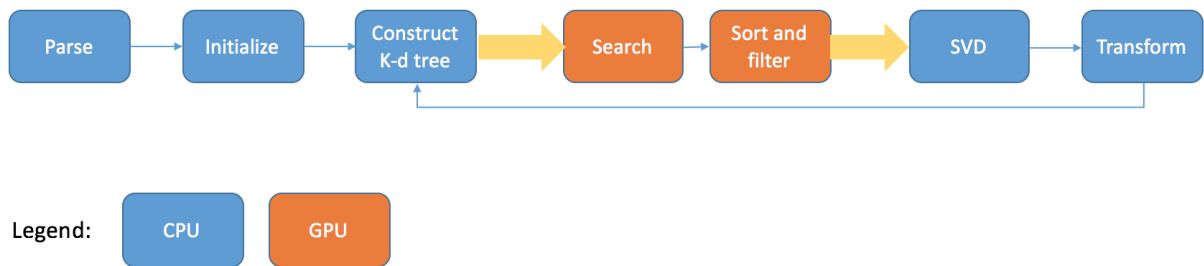 Parse
Initialize
Construct
K-d tree
Search
Sort and
filter
SVD
Transform
Legend:
CPU
GPU